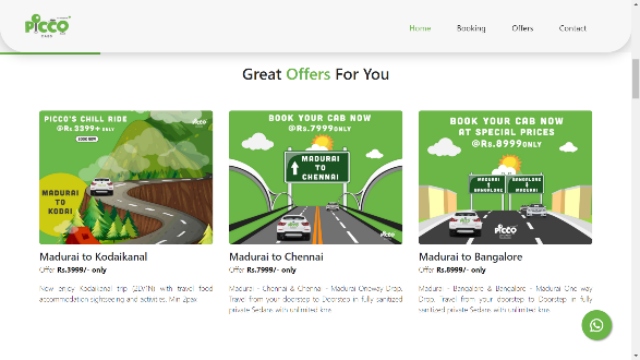 PICCO
CABS
Home Booking Offers Contact
Great Offers For You
PICCO'S CHILL RIDE
@Rs 3399+ ONLY
BOOK NOW
MADURAI
TO
KODAI
BOOK YOUR CAB NOW
@RS.7999ONLY
MADURAI
TO
CHENNAI
PICCO
BOOK YOUR CAB NOW
AT SPECIAL PRICES
@RS.8999ONLY
MADURAI
BANGALORE
BANGALORE
MADURAI
PICCO
Madurai to Kodaikanal
Offer Rs.3999/- only
Now enjoy Kodaikanal trip (2D/1N) with travel food
accommodation sightseeing and activities. Min 2pax
Madurai to Chennai
Offer Rs.7999/- only
Madurai - Chennai & Chennai - Madurai Oneway Drop.
Travel from your doorstep to Doorstep in fully sanitized
private Sedans with unlimited kms
Madurai to Bangalore
Offer Rs.8999/- only
Madurai - Bangalore & Bangalore - Madurai One way
Drop. Travel from your doorstep to Doorstep in fully
sanitized private Sedans with unlimited kms